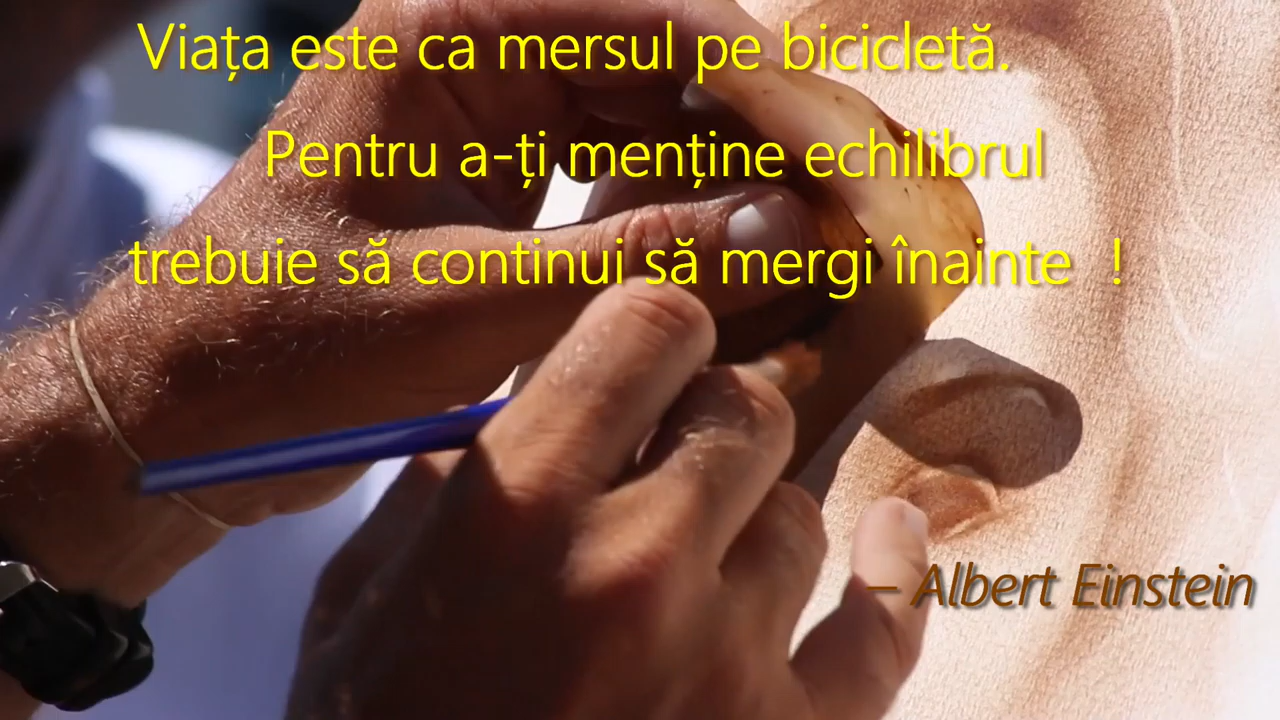 Viața este ca mersul pe bicicletă.
Pentru a-ți menține echilibrul
trebuie să continui să mergi înainte !
– Albert Einstein